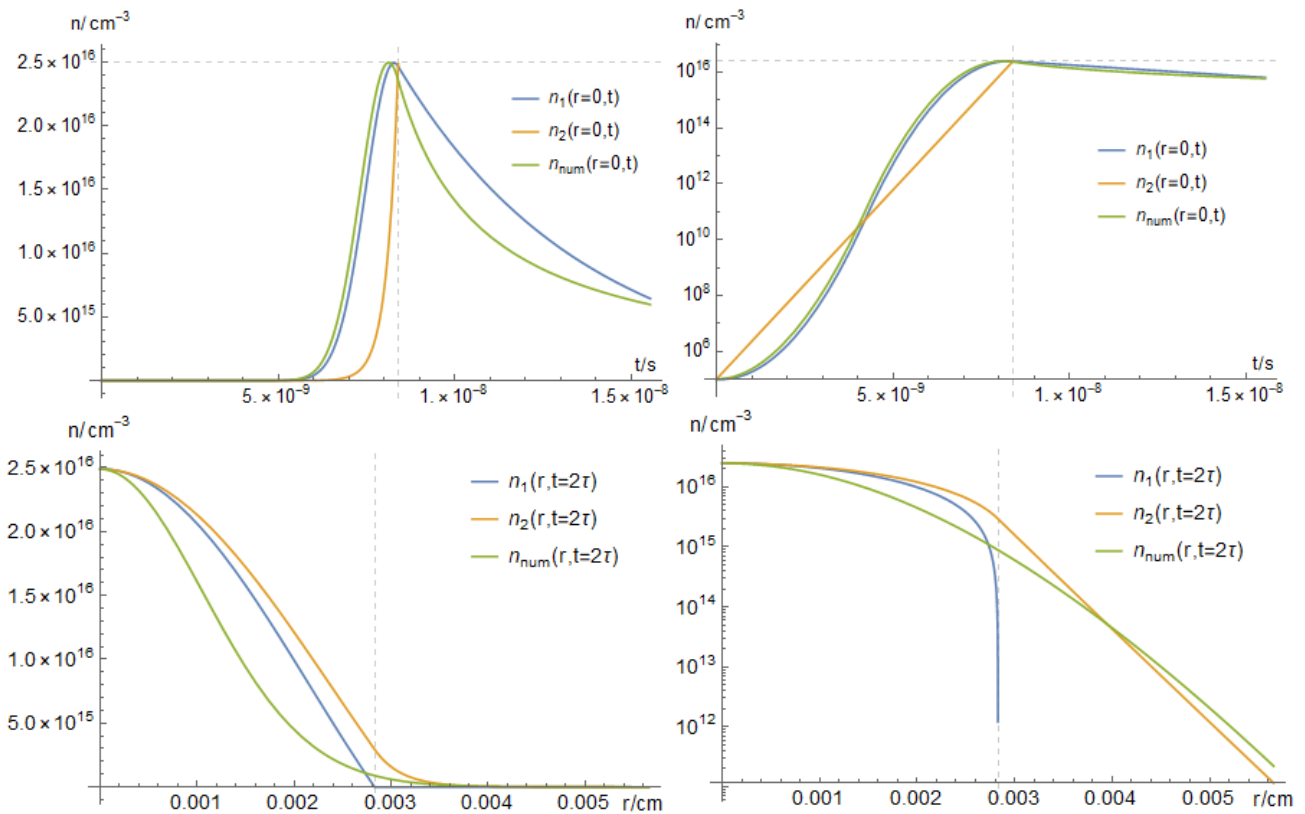 n/ cm⁻³
2.5 × 10¹⁶
2.0 × 10¹⁶
1.5 × 10¹⁶
1.0 × 10¹⁶
5.0 × 10¹⁵
n₁(r=0,t)
n₂(r=0,t)
nₙᵤₘ(r=0,t)
t/s
5. × 10⁻⁹
1. × 10⁻⁸
1.5 × 10⁻⁸
n/ cm⁻³
10¹⁶
10¹⁴
10¹²
10¹⁰
10⁸
10⁶
n₁(r=0,t)
n₂(r=0,t)
nₙᵤₘ(r=0,t)
t/s
5. × 10⁻⁹
1. × 10⁻⁸
1.5 × 10⁻⁸
n/ cm⁻³
2.5 × 10¹⁶
2.0 × 10¹⁶
1.5 × 10¹⁶
1.0 × 10¹⁶
5.0 × 10¹⁵
n₁(r,t=2τ)
n₂(r,t=2τ)
nₙᵤₘ(r,t=2τ)
0.001
0.002
0.003
0.004
0.005
r/cm
n/ cm⁻³
10¹⁶
10¹⁵
10¹⁴
10¹³
10¹²
n₁(r,t=2τ)
n₂(r,t=2τ)
nₙᵤₘ(r,t=2τ)
0.001
0.002
0.003
0.004
0.005
r/cm